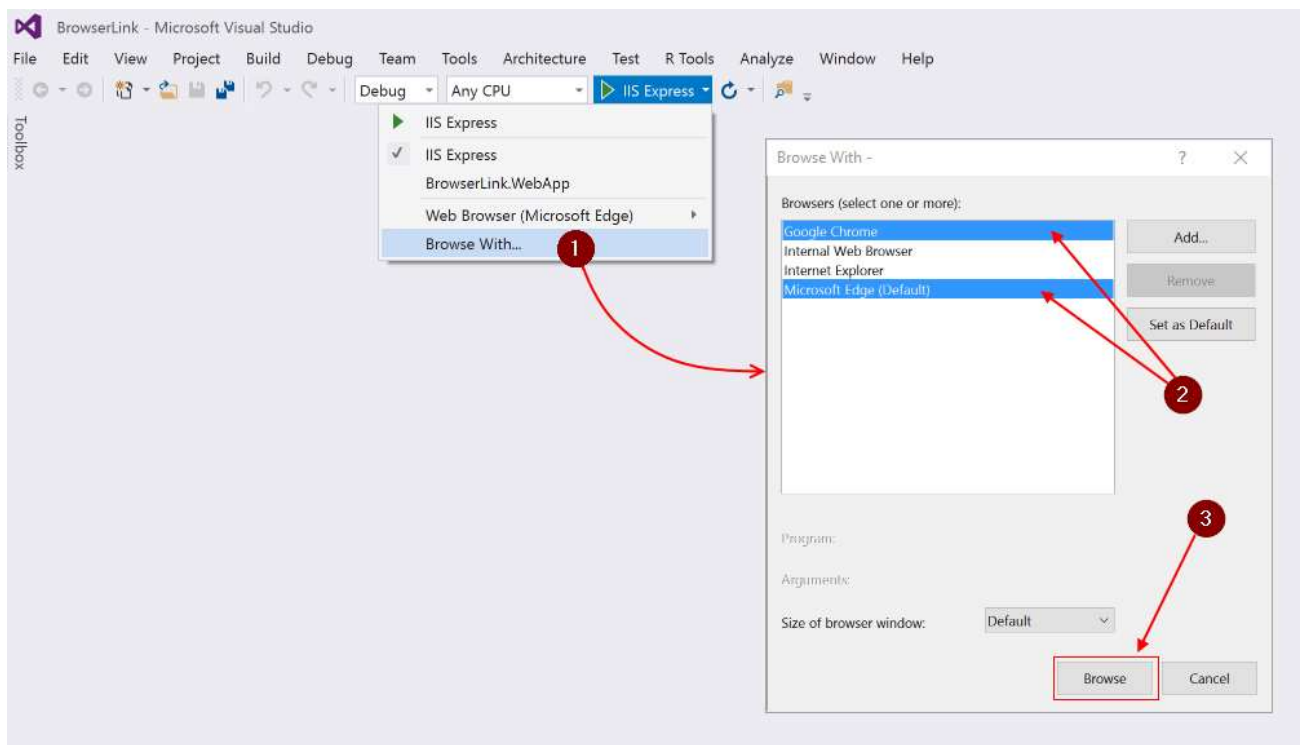 BrowserLink - Microsoft Visual Studio
File Edit View Project Build Debug Team Tools Architecture Test R Tools Analyze Window Help
Debug Any CPU IIS Express
Toolbox
IIS Express
IIS Express
BrowserLink.WebApp
Web Browser (Microsoft Edge)
Browse With...
1
Browse With -
?
Browsers (select one or more):
Google Chrome
Internal Web Browser
Internet Explorer
Microsoft Edge (Default)
Add...
Remove
Set as Default
2
3
Program:
Arguments:
Size of browser window: Default
Browse Cancel